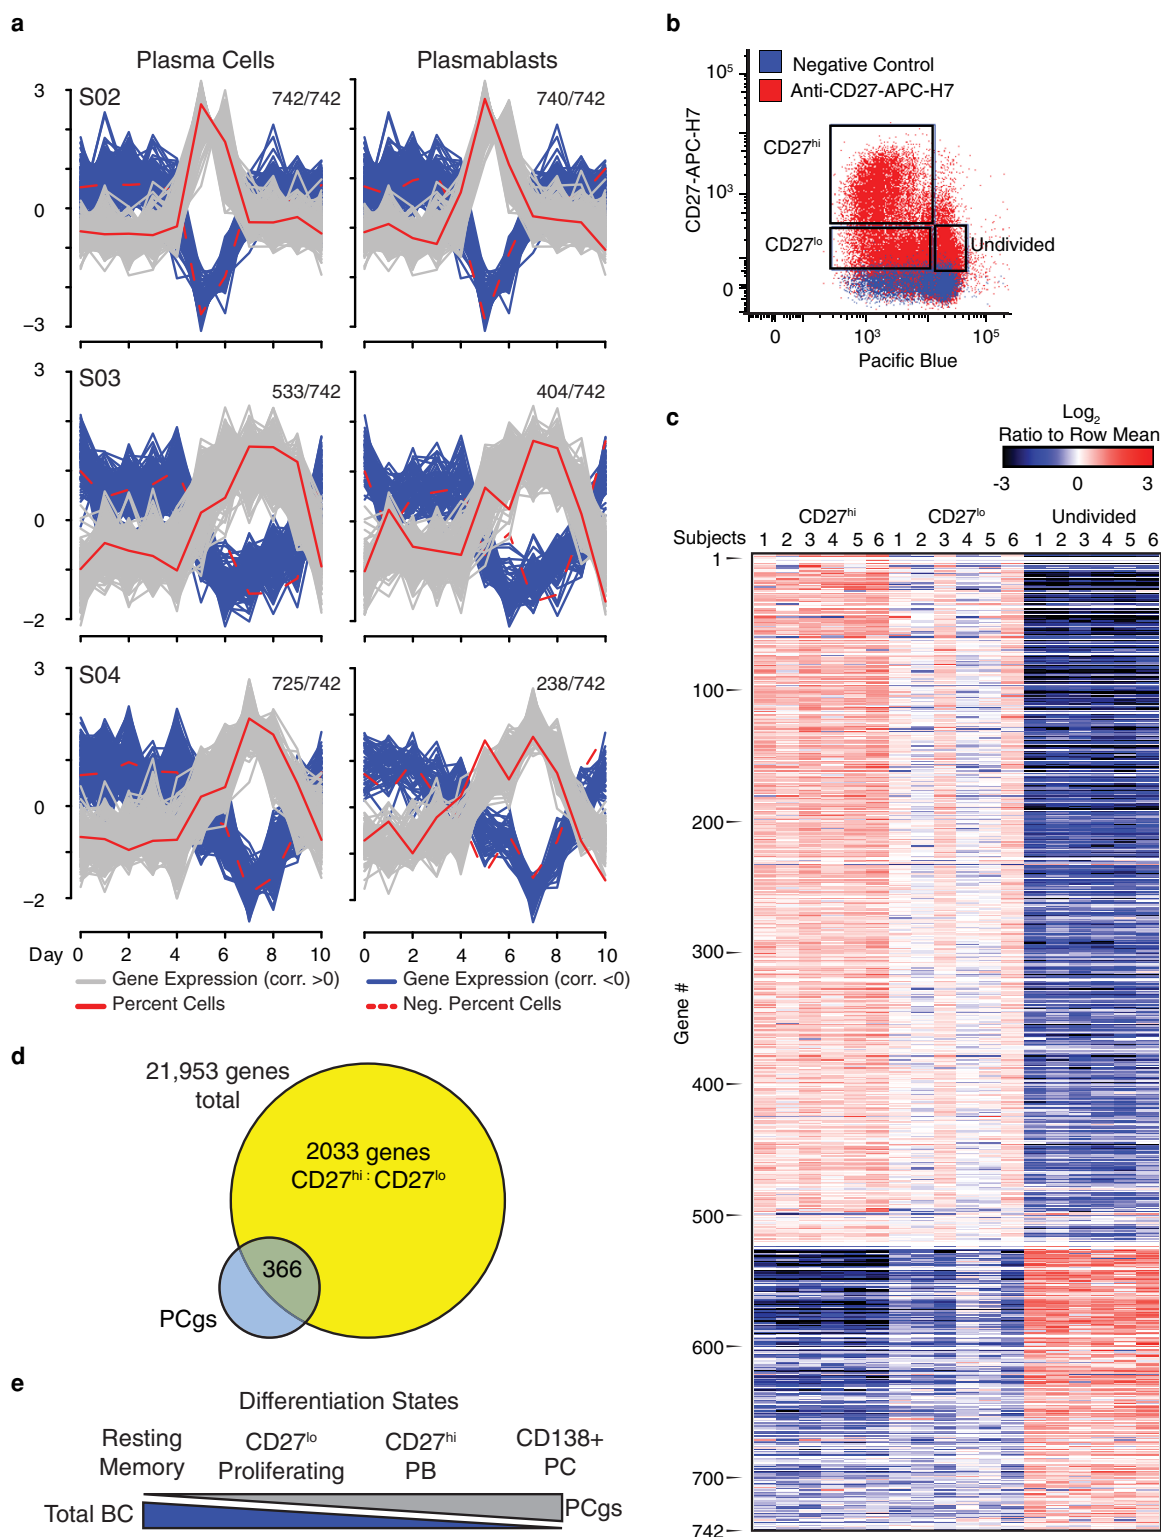 a
Plasma Cells
Plasmablasts
S02
742/742
740/742
3
0
−3
S03
533/742
404/742
3
0
−2
S04
725/742
238/742
3
0
−2
Day 0 2 4 6 8 10 0 2 4 6 8 10
Gene Expression (corr. >0)
Gene Expression (corr. <0)
Percent Cells
Neg. Percent Cells
b
Negative Control
Anti-CD27-APC-H7
CD27-APC-H7
10⁵
10³
0
CD27ʰⁱ
CD27ˡᵒ
Undivided
0 10³ 10⁵
Pacific Blue
c
Log₂
Ratio to Row Mean
-3 0 3
CD27ʰⁱ CD27ˡᵒ Undivided
Subjects 1 2 3 4 5 6 1 2 3 4 5 6 1 2 3 4 5 6
Gene #
1
100
200
300
400
500
600
700
742
d
21,953 genes
total
2033 genes
CD27ʰⁱ : CD27ˡᵒ
366
PCgs
e
Differentiation States
Resting
Memory
CD27ˡᵒ
Proliferating
CD27ʰⁱ
PB
CD138+
PC
Total BC
PCgs